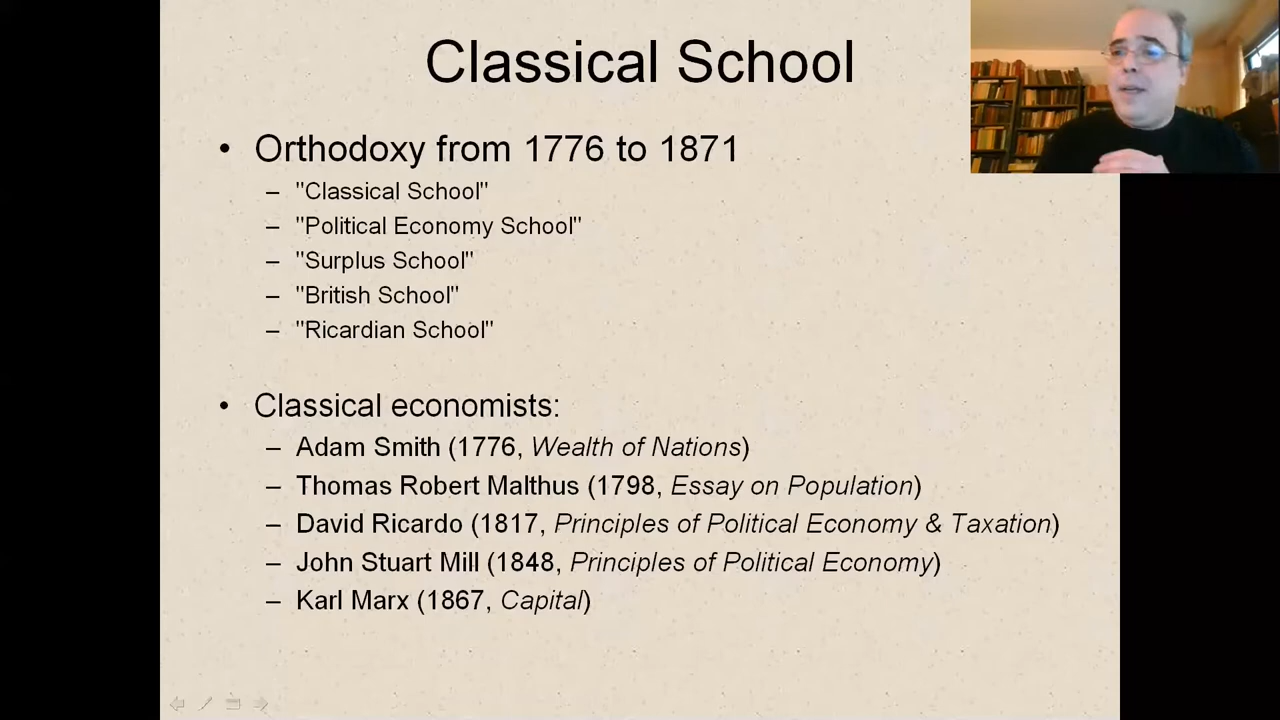 Classical School
• Orthodoxy from 1776 to 1871
– "Classical School"
– "Political Economy School"
– "Surplus School"
– "British School"
– "Ricardian School"
• Classical economists:
– Adam Smith (1776, Wealth of Nations)
– Thomas Robert Malthus (1798, Essay on Population)
– David Ricardo (1817, Principles of Political Economy & Taxation)
– John Stuart Mill (1848, Principles of Political Economy)
– Karl Marx (1867, Capital)